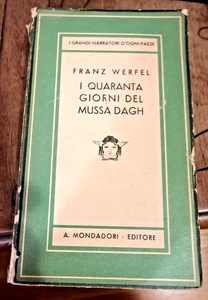 I GRANDI NARRATORI D'OGNI PAESE
FRANZ WERFEL
I QUARANTA
GIORNI DEL
MUSSA DAGH
A. MONDADORI - EDITORE